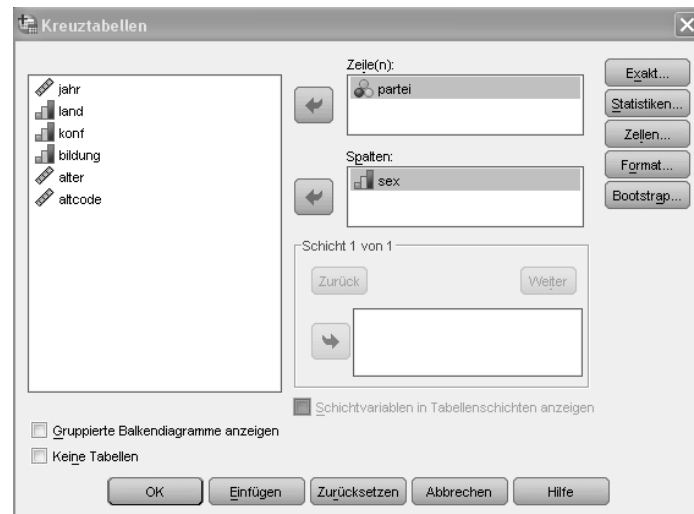 Kreuztabellen
jahr
land
konf
bildung
alter
altcode
Zeile(n):
partei
Spalten:
sex
Schicht 1 von 1
Zurück
Weiter
Schichtvariablen in Tabellenschichten anzeigen
Exakt...
Statistiken...
Zellen...
Format...
Bootstrap...
Gruppierte Balkendiagramme anzeigen
Keine Tabellen
OK
Einfügen
Zurücksetzen
Abbrechen
Hilfe